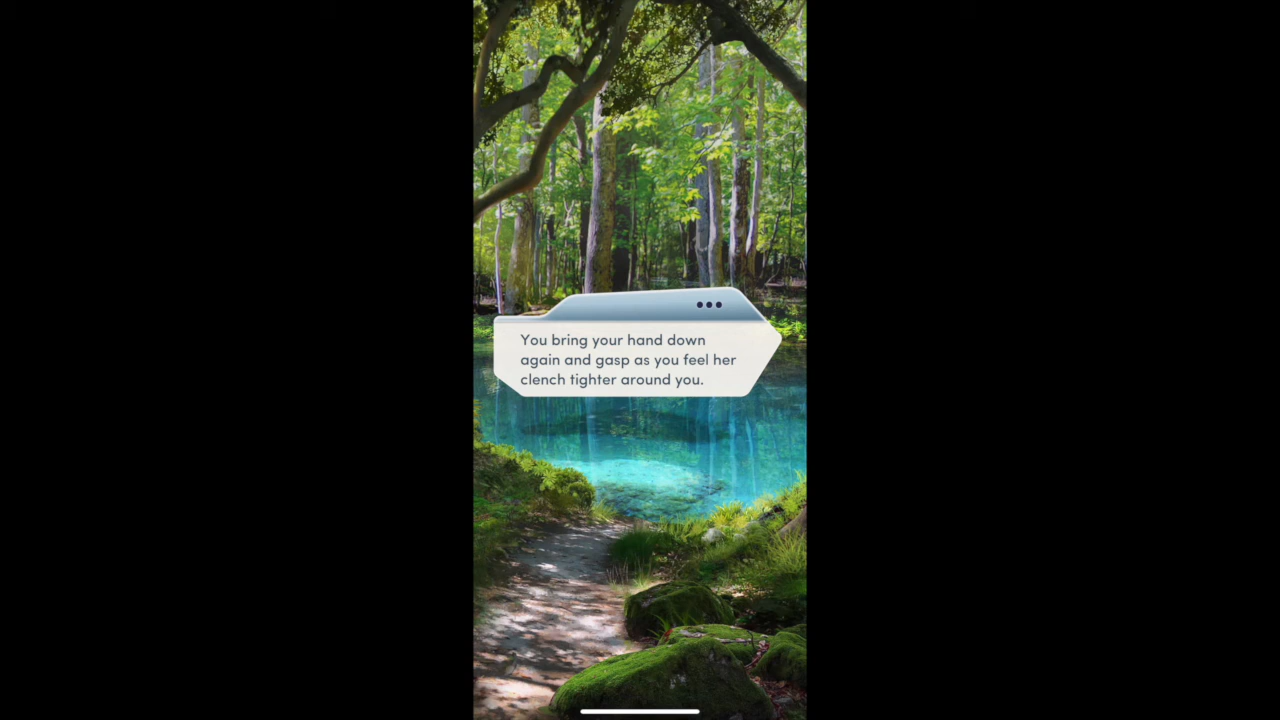 You bring your hand down
again and gasp as you feel her
clench tighter around you.